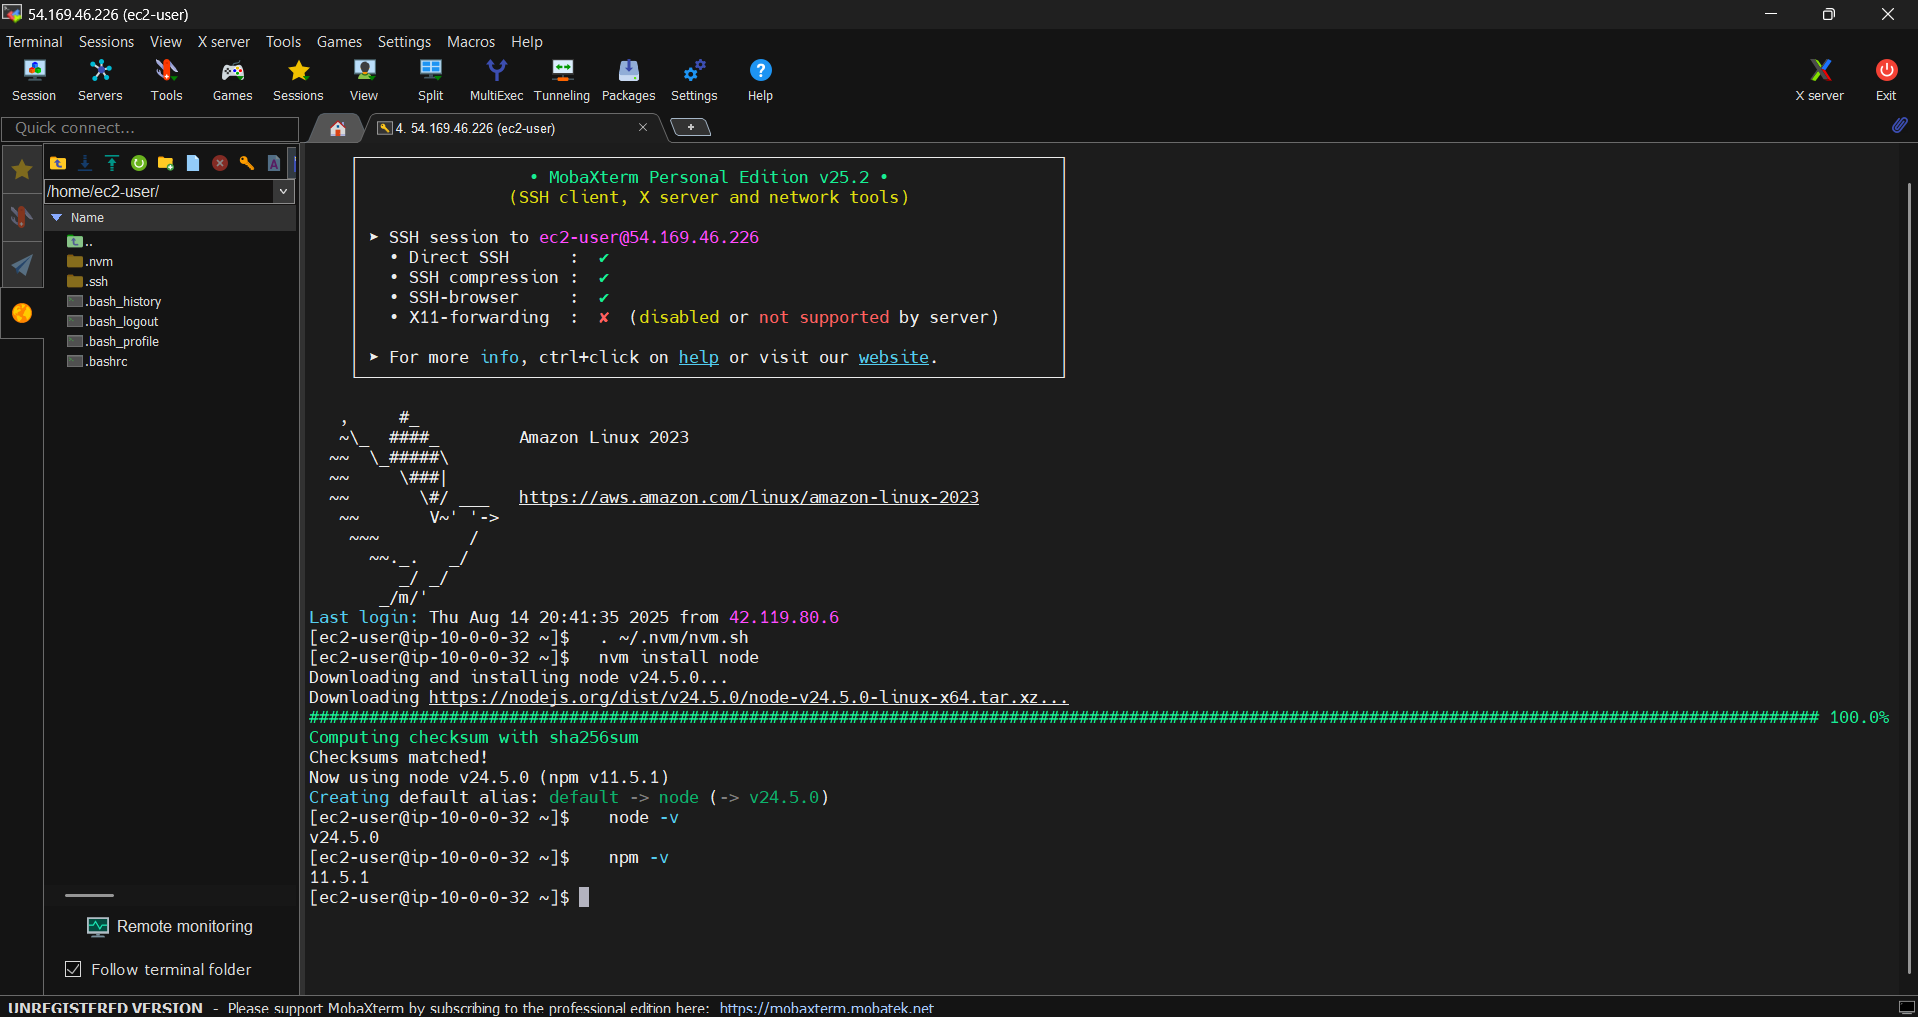 54.169.46.226 (ec2-user)
Terminal Sessions View X server Tools Games Settings Macros Help
Session Servers Tools Games Sessions View Split MultiExec Tunneling Packages Settings Help X server Exit
Quick connect...
4. 54.169.46.226 (ec2-user)
/home/ec2-user/
Name
..
.nvm
.ssh
.bash_history
.bash_logout
.bash_profile
.bashrc
Remote monitoring
Follow terminal folder
• MobaXterm Personal Edition v25.2 •
(SSH client, X server and network tools)
➤ SSH session to ec2-user@54.169.46.226
• Direct SSH : ✔
• SSH compression : ✔
• SSH-browser : ✔
• X11-forwarding : ✘ (disabled or not supported by server)
➤ For more info, ctrl+click on help or visit our website.
   ,     #_
   ~\_  ####_        Amazon Linux 2023
  ~~   \_#####\
  ~~     \###|
  ~~       \#/ ___   https://aws.amazon.com/linux/amazon-linux-2023
   ~~       V~' '->
    ~~~         /
      ~~._.   _/
         _/ _/
       _/m/'
Last login: Thu Aug 14 20:41:35 2025 from 42.119.80.6
[ec2-user@ip-10-0-0-32 ~]$   . ~/.nvm/nvm.sh
[ec2-user@ip-10-0-0-32 ~]$   nvm install node
Downloading and installing node v24.5.0...
Downloading https://nodejs.org/dist/v24.5.0/node-v24.5.0-linux-x64.tar.xz...
####################################################################################################################################################### 100.0%
Computing checksum with sha256sum
Checksums matched!
Now using node v24.5.0 (npm v11.5.1)
Creating default alias: default -> node (-> v24.5.0)
[ec2-user@ip-10-0-0-32 ~]$    node -v
v24.5.0
[ec2-user@ip-10-0-0-32 ~]$    npm -v
11.5.1
[ec2-user@ip-10-0-0-32 ~]$
UNREGISTERED VERSION - Please support MobaXterm by subscribing to the professional edition here: https://mobaxterm.mobatek.net